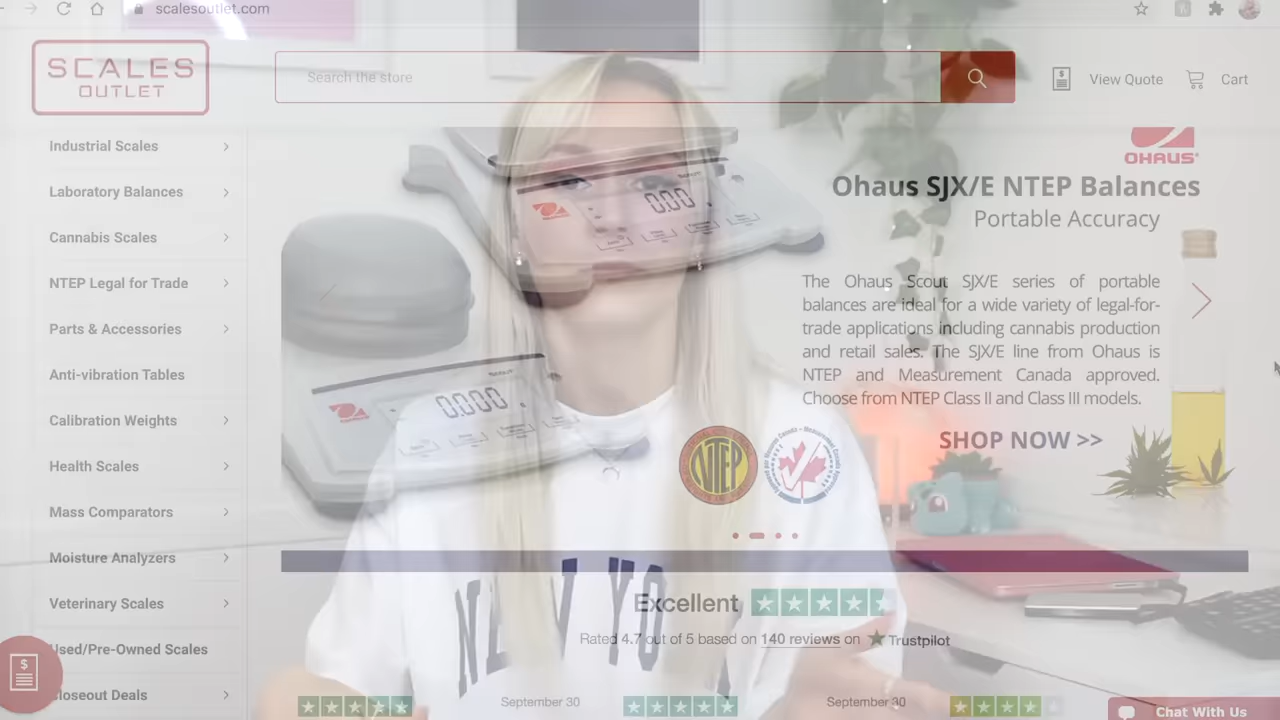 scalesoutlet.com
SCALES
OUTLET
Search the store
View Quote
Cart
Industrial Scales
Laboratory Balances
Cannabis Scales
NTEP Legal for Trade
Parts & Accessories
Anti-vibration Tables
Calibration Weights
Health Scales
Mass Comparators
Moisture Analyzers
Veterinary Scales
Used/Pre-Owned Scales
Closeout Deals
OHAUS
Ohaus SJX/E NTEP Balances
Portable Accuracy
The Ohaus Scout SJX/E series of portable
balances are ideal for a wide variety of legal-for-
trade applications including cannabis production
and retail sales. The SJX/E line from Ohaus is
NTEP and Measurement Canada approved.
Choose from NTEP Class II and Class III models.
SHOP NOW >>
0.00
0.000
NTEP
NEW YO
Excellent
Rated 4.7 out of 5 based on 140 reviews on Trustpilot
September 30
September 30
Chat With Us